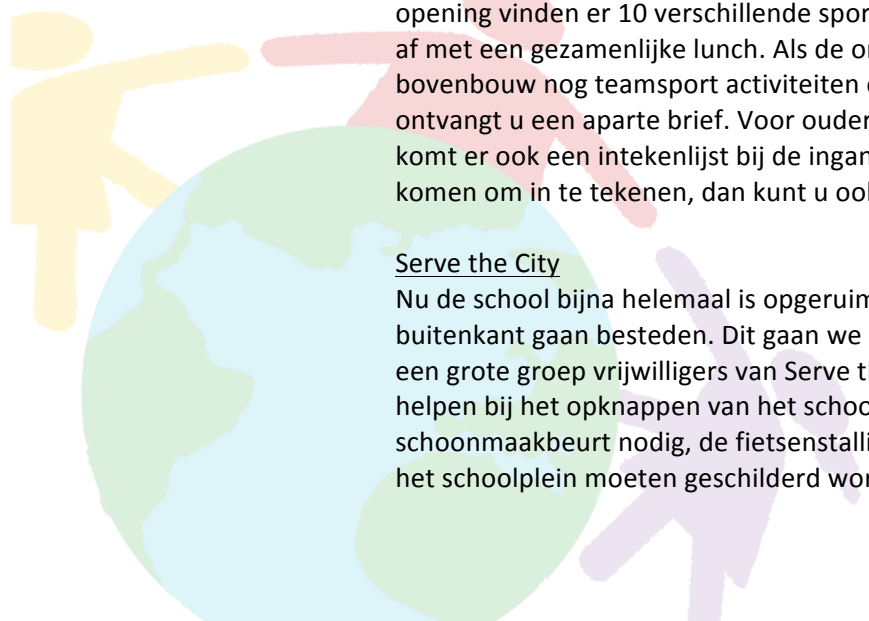 opening vinden er 10 verschillende spor
af met een gezamenlijke lunch. Als de o
bovenbouw nog teamsport activiteiten
ontvangt u een aparte brief. Voor ouder
komt er ook een intekenlijst bij de ingan
komen om in te tekenen, dan kunt u ool
Serve the City
Nu de school bijna helemaal is opgeruim
buitenkant gaan besteden. Dit gaan we
een grote groep vrijwilligers van Serve th
helpen bij het opknappen van het schoo
schoonmaakbeurt nodig, de fietsenstalli
het schoolplein moeten geschilderd wor